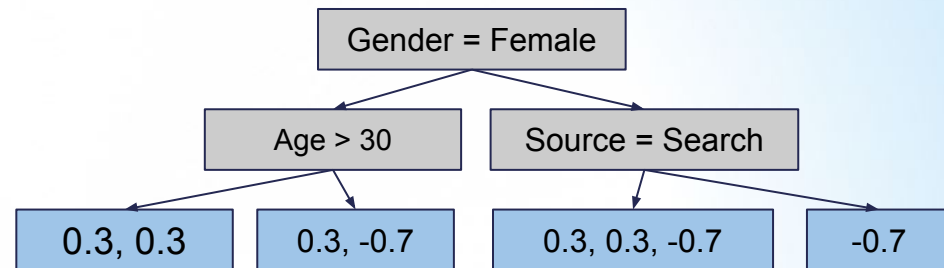 Gender = Female
Age > 30
Source = Search
0.3, 0.3
0.3, -0.7
0.3, 0.3, -0.7
-0.7